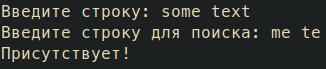 Введите строку: some text
Введите строку для поиска: me te
Присутствует!